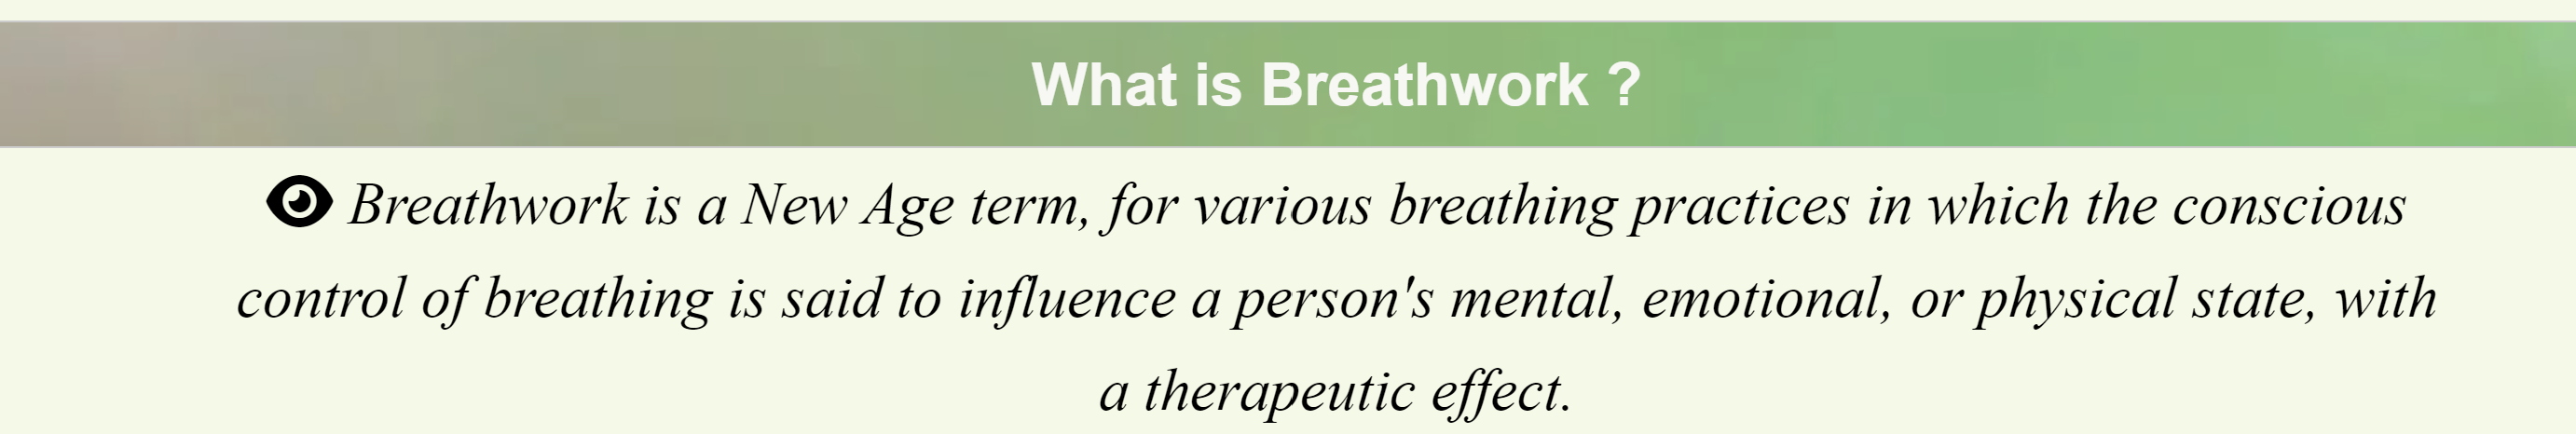 What is Breathwork ?
Breathwork is a New Age term, for various breathing practices in which the conscious
control of breathing is said to influence a person's mental, emotional, or physical state, with
a therapeutic effect.